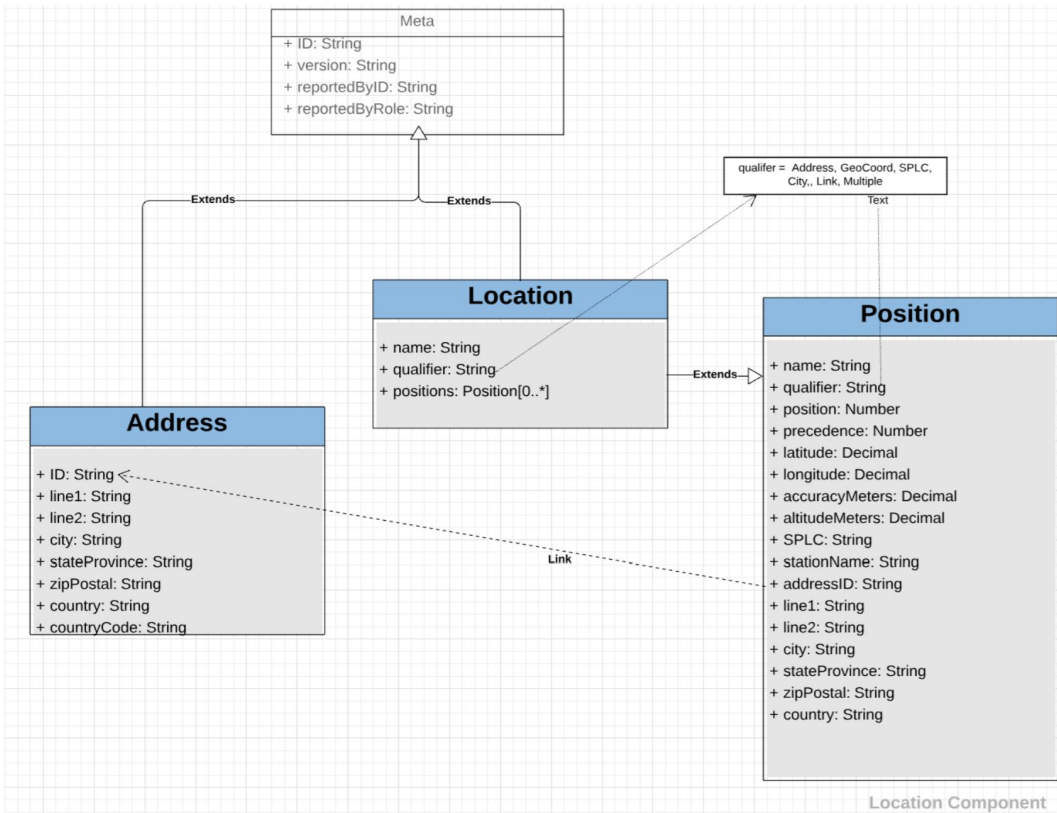 Meta
+ ID: String
+ version: String
+ reportedByID: String
+ reportedByRole: String
qualifer = Address, GeoCoord, SPLC,
City,, Link, Multiple
Text
Extends
Extends
Location
+ name: String
+ qualifier: String
+ positions: Position[0..*]
Extends
Position
+ name: String
+ qualifier: String
+ position: Number
+ precedence: Number
+ latitude: Decimal
+ longitude: Decimal
+ accuracyMeters: Decimal
+ altitudeMeters: Decimal
+ SPLC: String
+ stationName: String
+ addressID: String
+ line1: String
+ line2: String
+ city: String
+ stateProvince: String
+ zipPostal: String
+ country: String
Address
+ ID: String
+ line1: String
+ line2: String
+ city: String
+ stateProvince: String
+ zipPostal: String
+ country: String
+ countryCode: String
Link
Location Component